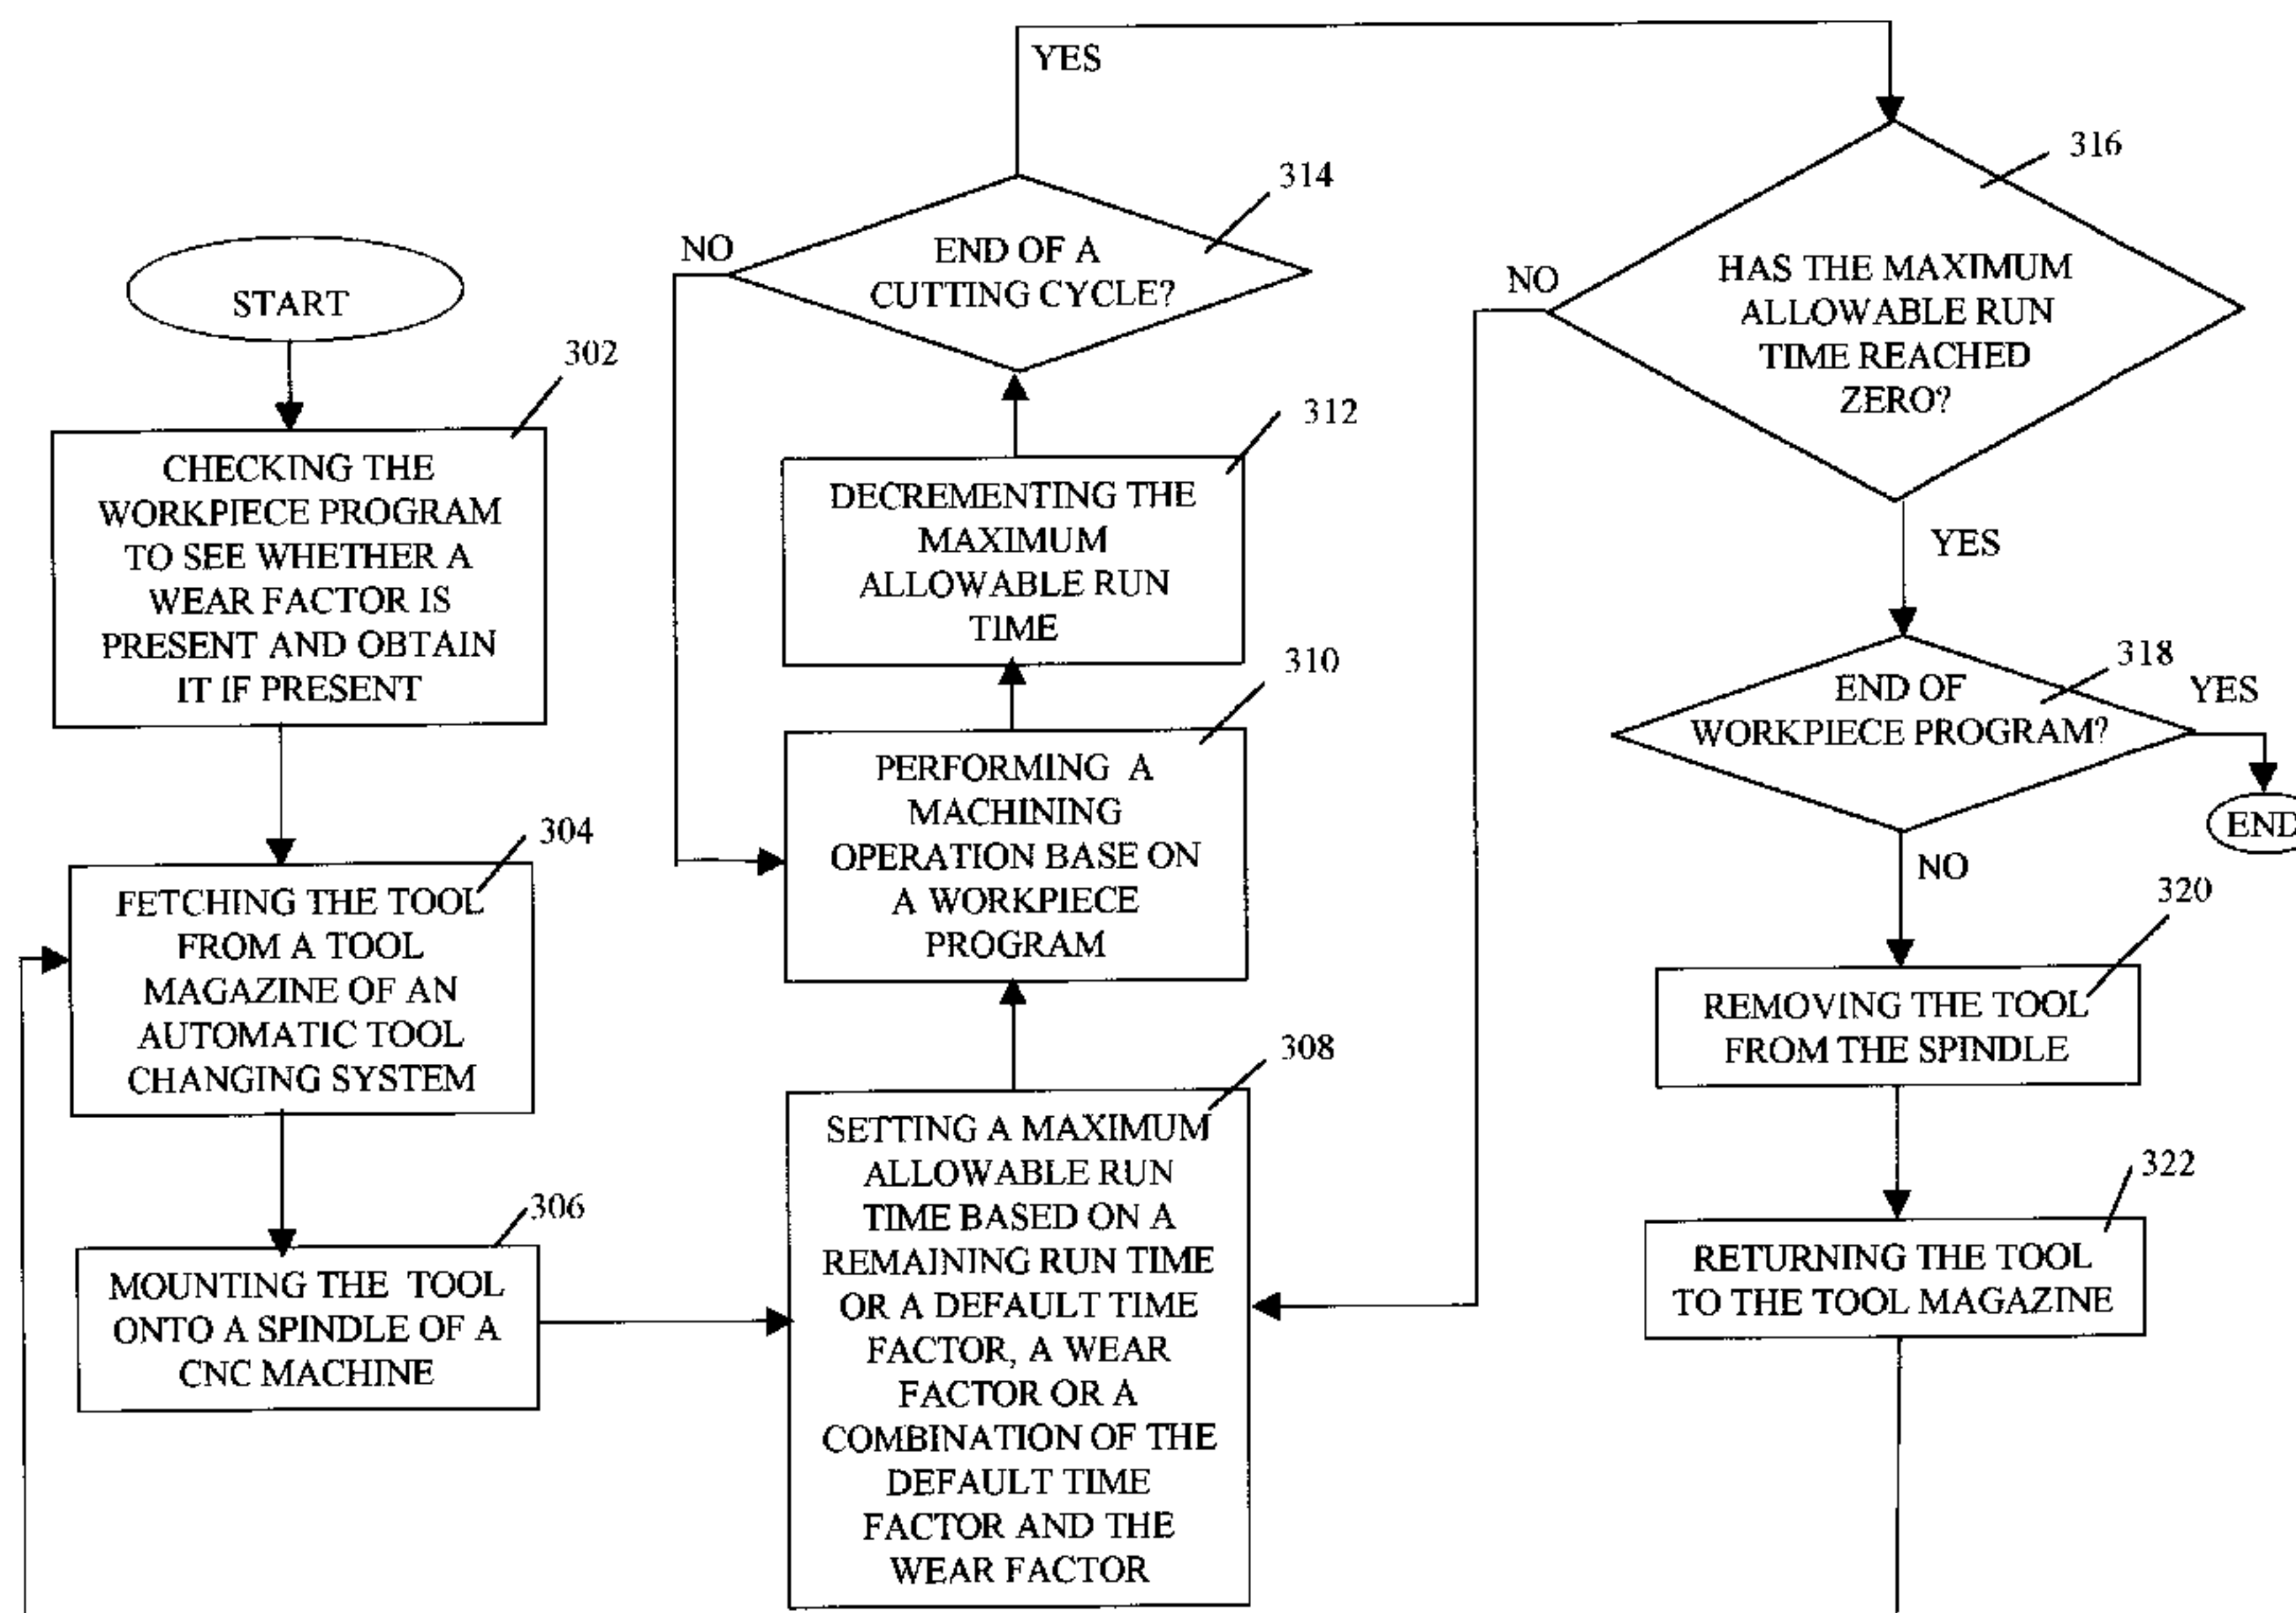 START
302
CHECKING THE
WORKPIECE PROGRAM
TO SEE WHETHER A
WEAR FACTOR IS
PRESENT AND OBTAIN
IT IF PRESENT
304
FETCHING THE TOOL
FROM A TOOL
MAGAZINE OF AN
AUTOMATIC TOOL
CHANGING SYSTEM
306
MOUNTING THE TOOL
ONTO A SPINDLE OF A
CNC MACHINE
308
SETTING A MAXIMUM
ALLOWABLE RUN
TIME BASED ON A
REMAINING RUN TIME
OR A DEFAULT TIME
FACTOR, A WEAR
FACTOR OR A
COMBINATION OF THE
DEFAULT TIME
FACTOR AND THE
WEAR FACTOR
310
PERFORMING A
MACHINING
OPERATION BASE ON
A WORKPIECE
PROGRAM
312
DECREMENTING THE
MAXIMUM
ALLOWABLE RUN
TIME
314
END OF A
CUTTING CYCLE?
NO
YES
316
HAS THE MAXIMUM
ALLOWABLE RUN
TIME REACHED
ZERO?
NO
YES
318
END OF
WORKPIECE PROGRAM?
YES
END
NO
320
REMOVING THE TOOL
FROM THE SPINDLE
322
RETURNING THE TOOL
TO THE TOOL MAGAZINE